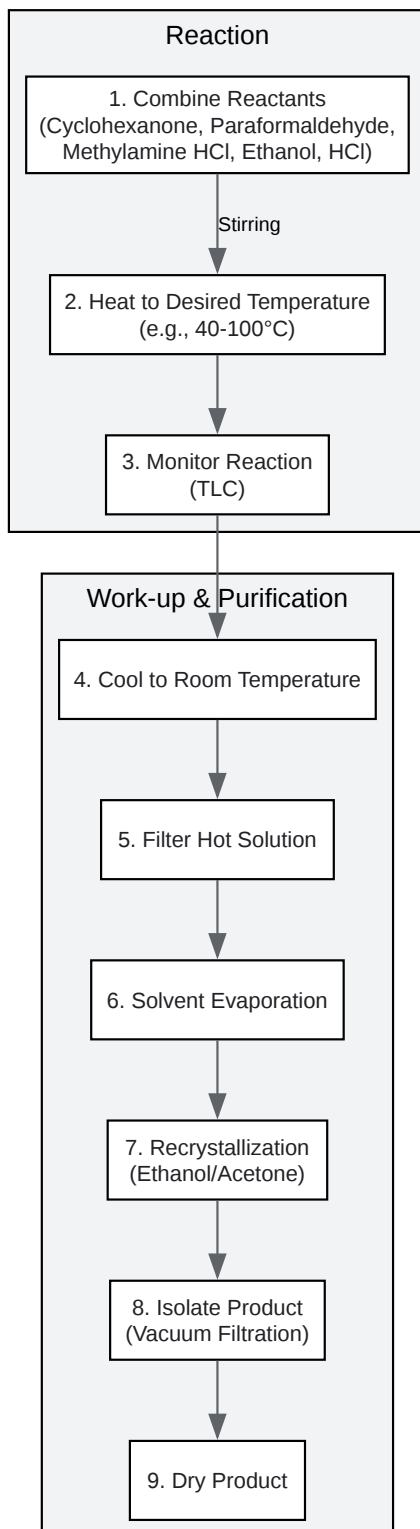 Reaction
1. Combine Reactants
(Cyclohexanone, Paraformaldehyde,
Methylamine HCl, Ethanol, HCl)
Stirring
2. Heat to Desired Temperature
(e.g., 40-100°C)
3. Monitor Reaction
(TLC)
Work-up & Purification
4. Cool to Room Temperature
5. Filter Hot Solution
6. Solvent Evaporation
7. Recrystallization
(Ethanol/Acetone)
8. Isolate Product
(Vacuum Filtration)
9. Dry Product